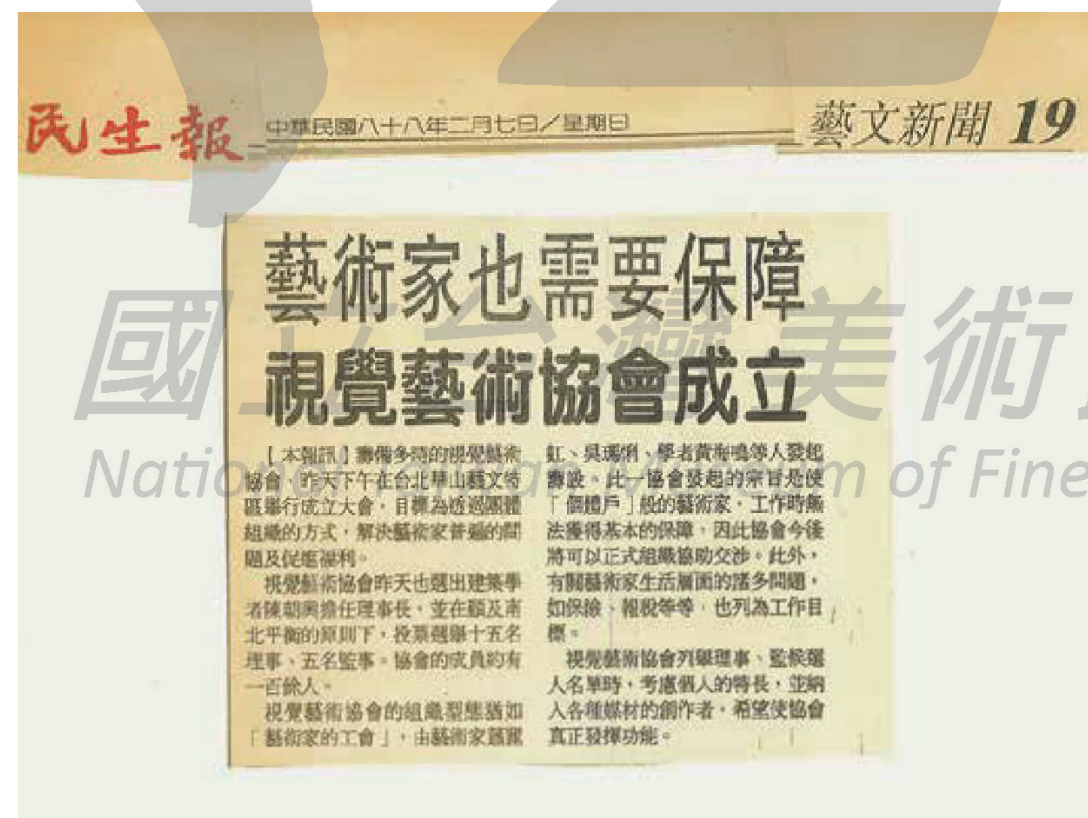 民生報
中華民國八十八年二月七日／星期日
藝文新聞 19
藝術家也需要保障
視覺藝術協會成立
【本報訊】籌備多時的視覺藝術
協會，昨天下午在台北華山藝文特
區舉行成立大會，目標為透過團體
組織的方式，解決藝術家普遍的問
題及促進福利。
視覺藝術協會昨天也選出建築學
者陳朝興擔任理事長，並在顧及南
北平衡的原則下，投票選舉十五名
理事、五名監事。協會的成員約有
一百餘人。
視覺藝術協會的組織型態猶如
「藝術家的工會」，由藝術家
虹、吳瑪悧、學者黃海鳴等人發起
籌設。此一協會發起的宗旨是使
「個體戶」般的藝術家，工作時無
法獲得基本的保障，因此協會今後
將可以正式組織協助交涉。此外，
有關藝術家生活層面的諸多問題，
如保險、報稅等等，也列為工作目
標。
視覺藝術協會列舉理事、監候選
人名單時，考慮個人的特長，並納
入各種媒材的創作者，希望使協會
真正發揮功能。
國立台灣美術
National Taiwan Museum of Fine